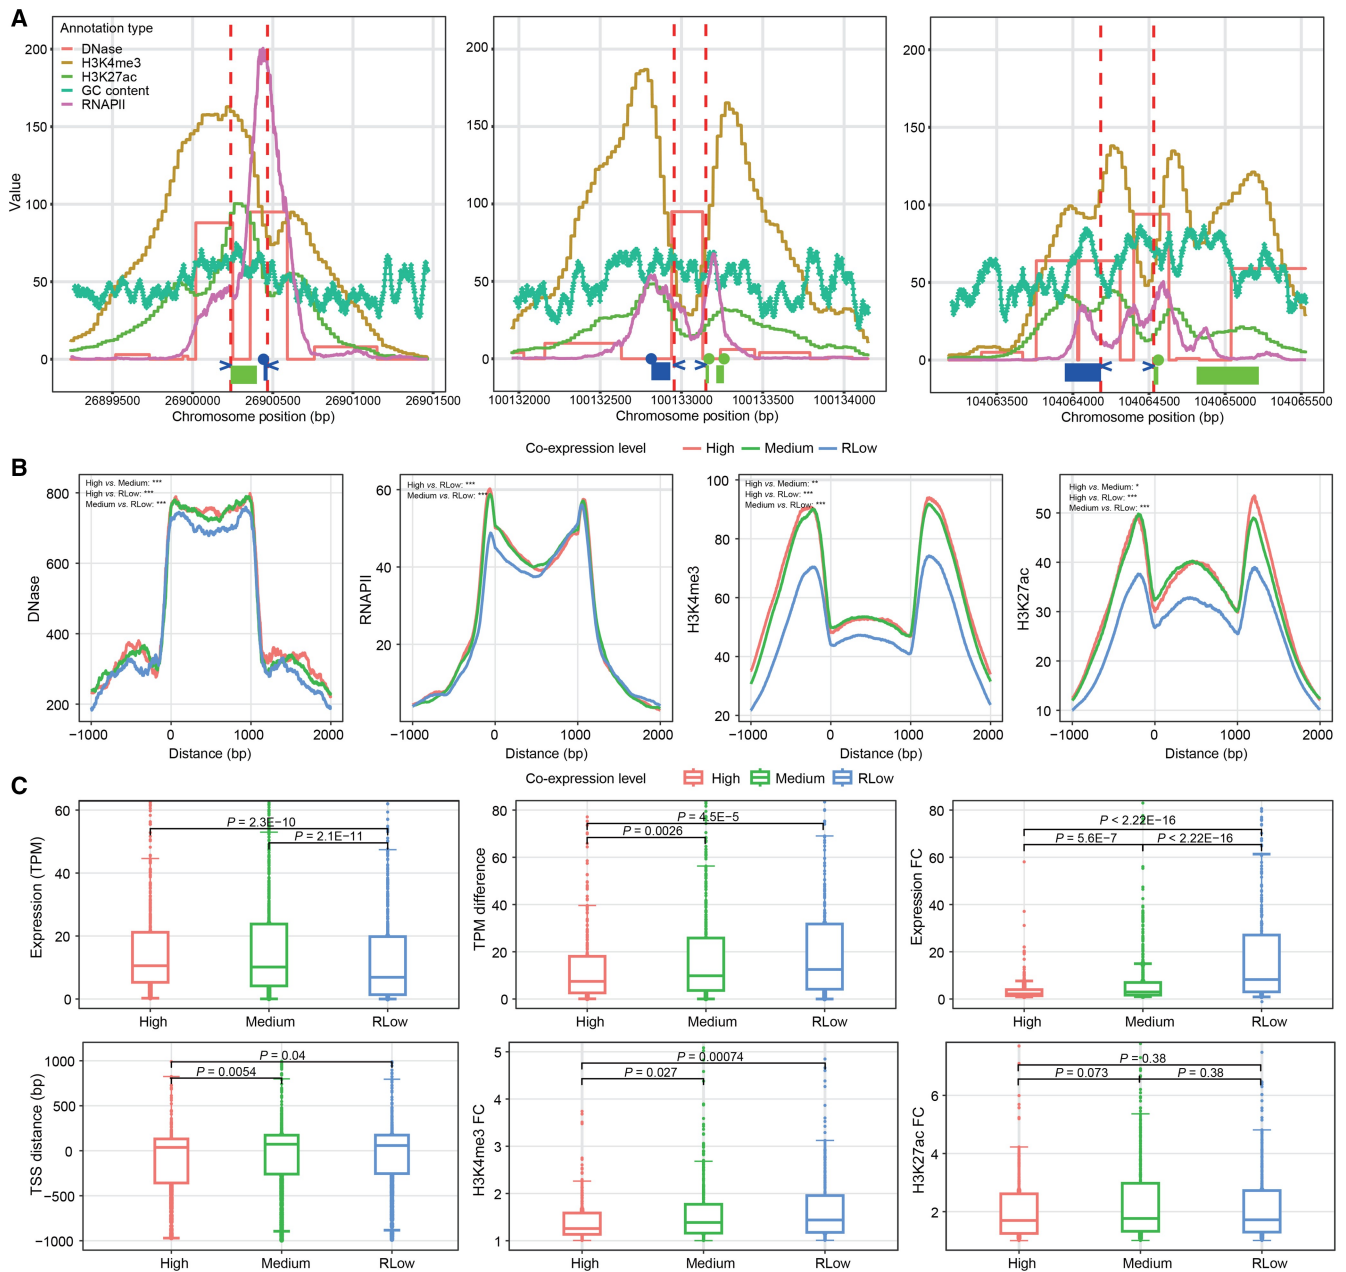 A
Annotation type
DNase
H3K4me3
H3K27ac
GC content
RNAPII
Value
200
150
100
50
0
26899500 26900000 26900500 26901000 26901500
Chromosome position (bp)
200
150
100
50
0
100132000 100132500 100133000 100133500 100134000
Chromosome position (bp)
200
150
100
50
0
104063500 104064000 104064500 104065000 104065500
Chromosome position (bp)
B
Co-expression level High Medium RLow
High vs. Medium: ***
High vs. RLow: ***
Medium vs. RLow: ***
DNase
800
600
400
200
−1000 0 1000 2000
Distance (bp)
High vs. RLow: ***
Medium vs. RLow: ***
RNAPII
60
40
20
−1000 0 1000 2000
Distance (bp)
High vs. Medium: **
High vs. RLow: ***
Medium vs. RLow: ***
H3K4me3
100
80
60
40
20
−1000 0 1000 2000
Distance (bp)
High vs. Medium: *
High vs. RLow: ***
Medium vs. RLow: ***
H3K27ac
50
40
30
20
10
−1000 0 1000 2000
Distance (bp)
C
Co-expression level High Medium RLow
Expression (TPM)
60
40
20
0
P = 2.3E−10
P = 2.1E−11
High Medium RLow
TPM difference
80
60
40
20
0
P = 4.5E−5
P = 0.0026
High Medium RLow
Expression FC
80
60
40
20
0
P < 2.22E−16
P = 5.6E−7 P < 2.22E−16
High Medium RLow
TSS distance (bp)
1000
500
0
−500
−1000
P = 0.04
P = 0.0054
High Medium RLow
H3K4me3 FC
5
4
3
2
1
P = 0.00074
P = 0.027
High Medium RLow
H3K27ac FC
6
4
2
P = 0.38
P = 0.073 P = 0.38
High Medium RLow